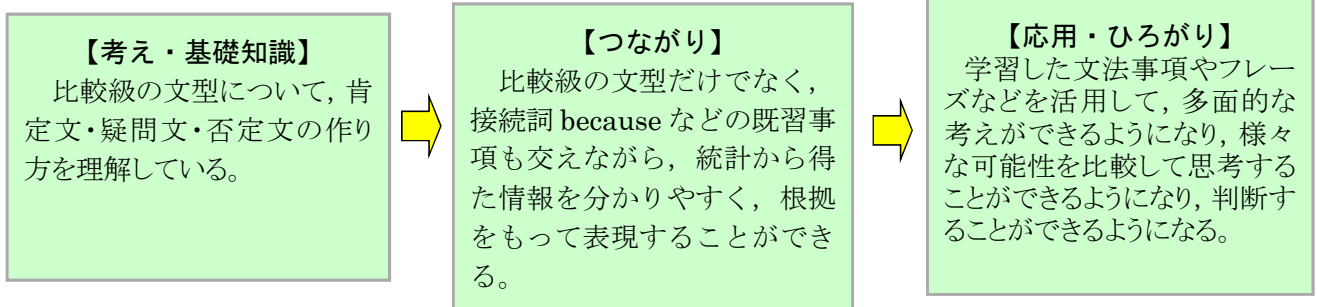 【考え・基礎知識】
比較級の文型について,肯
定文・疑問文・否定文の作り
方を理解している。
【つながり】
比較級の文型だけでなく,
接続詞 because などの既習事
項も交えながら,統計から得
た情報を分かりやすく,根拠
をもって表現することができ
る。
【応用・ひろがり】
学習した文法事項やフレー
ズなどを活用して,多面的な
考えができるようになり,様々
な可能性を比較して思考する
ことができるようになり,判断す
ることができるようになる。